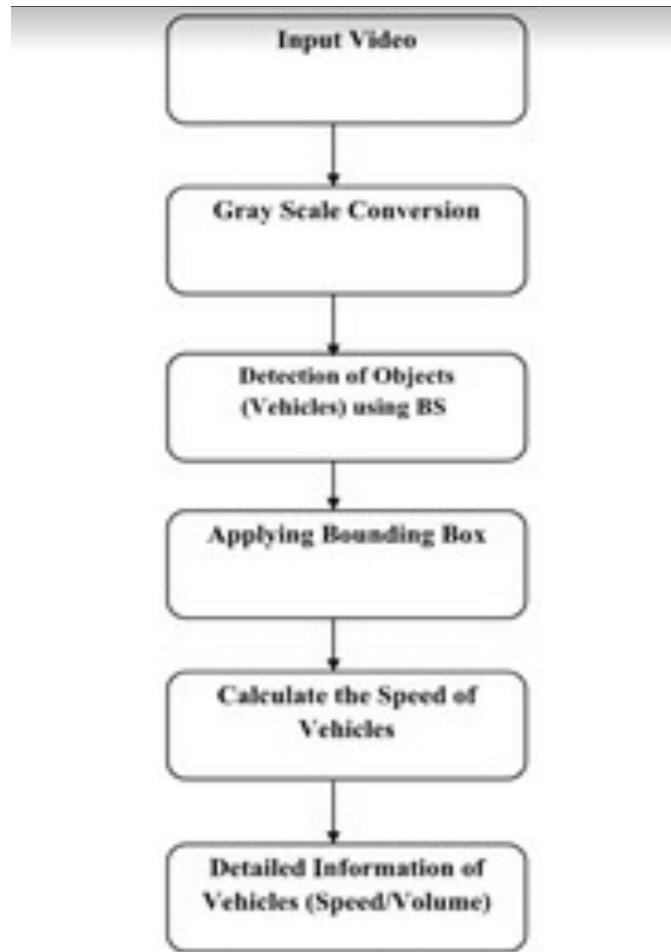 Input Video
Gray Scale Conversion
Detection of Objects
(Vehicles) using BS
Applying Bounding Box
Calculate the Speed of
Vehicles
Detailed Information of
Vehicles (Speed/Volume)